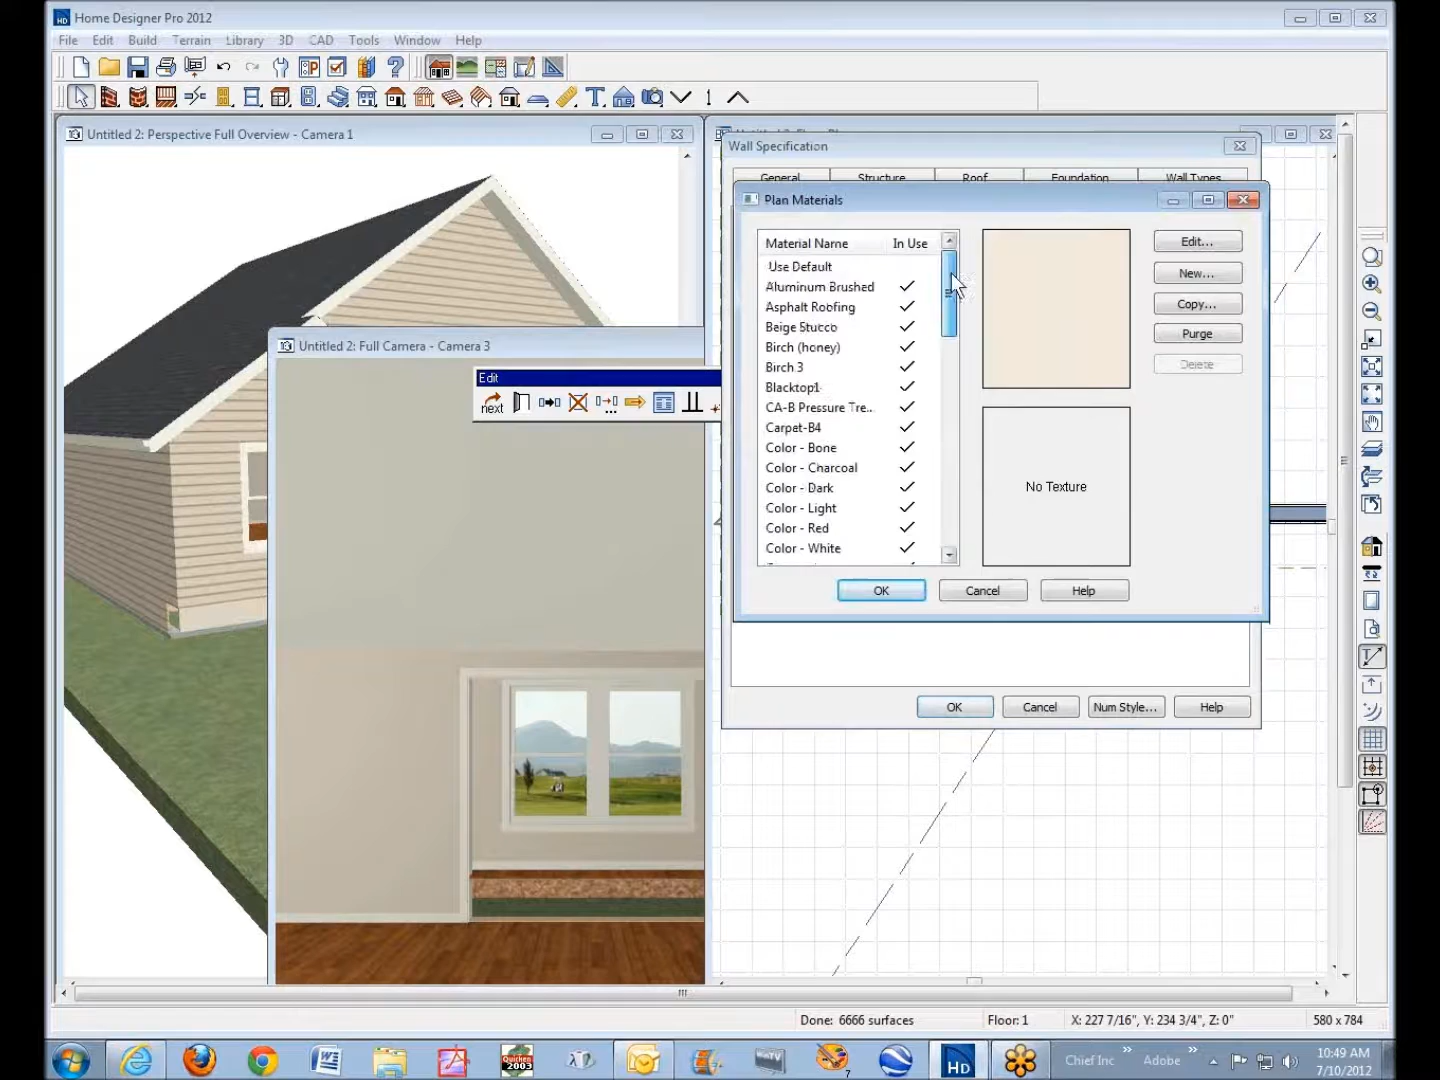 Home Designer Pro 2012
File Edit Build Terrain Library 3D CAD Tools Window Help
Untitled 2: Perspective Full Overview - Camera 1
Wall Specification
General Structure Roof Foundation Wall Types
Plan Materials
Material Name In Use
Use Default
Aluminum Brushed
Asphalt Roofing
Beige Stucco
Birch (honey)
Birch 3
Blacktop1
CA-B Pressure Tre..
Carpet-B4
Color - Bone
Color - Charcoal
Color - Dark
Color - Light
Color - Red
Color - White
Edit...
New...
Copy...
Purge
Delete
No Texture
OK Cancel Help
Untitled 2: Full Camera - Camera 3
Edit
next
OK Cancel Num Style... Help
Done: 6666 surfaces Floor: 1 X: 227 7/16", Y: 234 3/4", Z: 0" 580 x 784
Quicken 2003
HD
Chief Inc » Adobe »
10:49 AM
7/10/2012